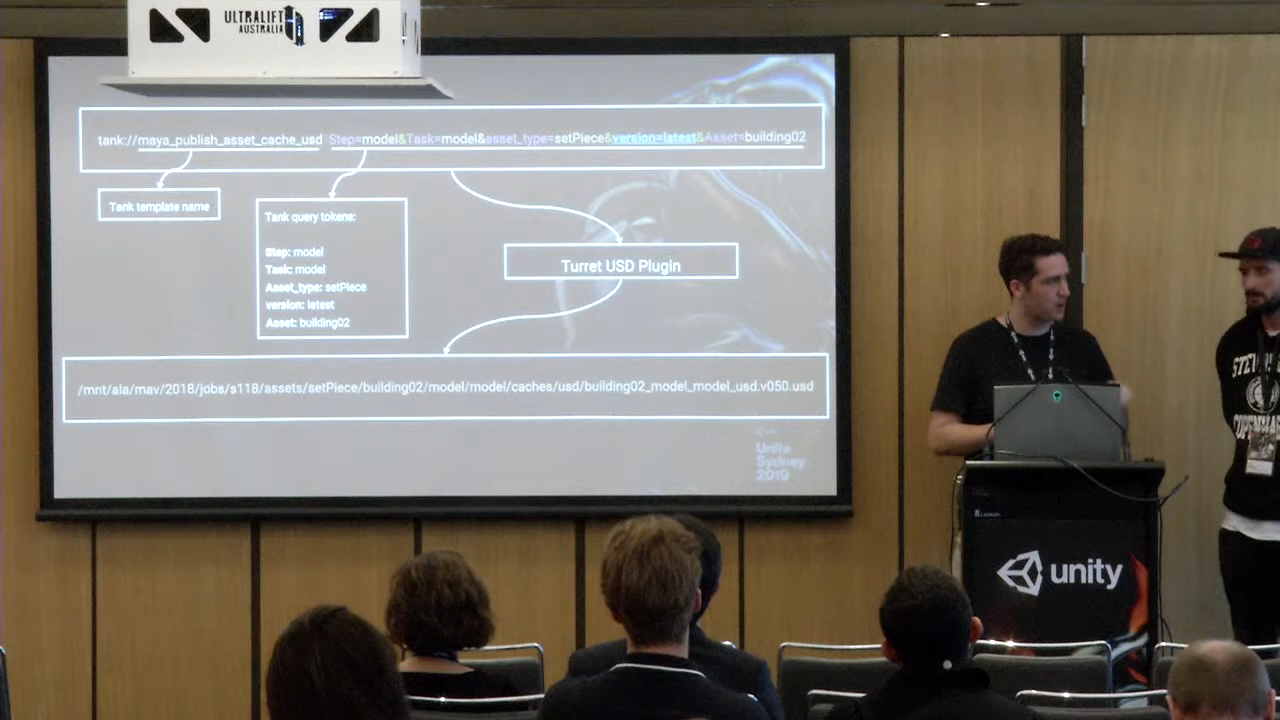 ULTRALIFT
AUSTRALIA
tank://maya_publish_asset_cache_usd?Step=model&Task=model&asset_type=setPiece&version=latest&Asset=building02
Tank template name
Tank query tokens:
Step: model
Task: model
Asset_type: setPiece
version: latest
Asset: building02
Turret USD Plugin
/mnt/ala/mav/2018/jobs/s118/assets/setPiece/building02/model/model/caches/usd/building02_model_model_usd.v050.usd
Unite
Sydney
2019
unity
COPENHAG